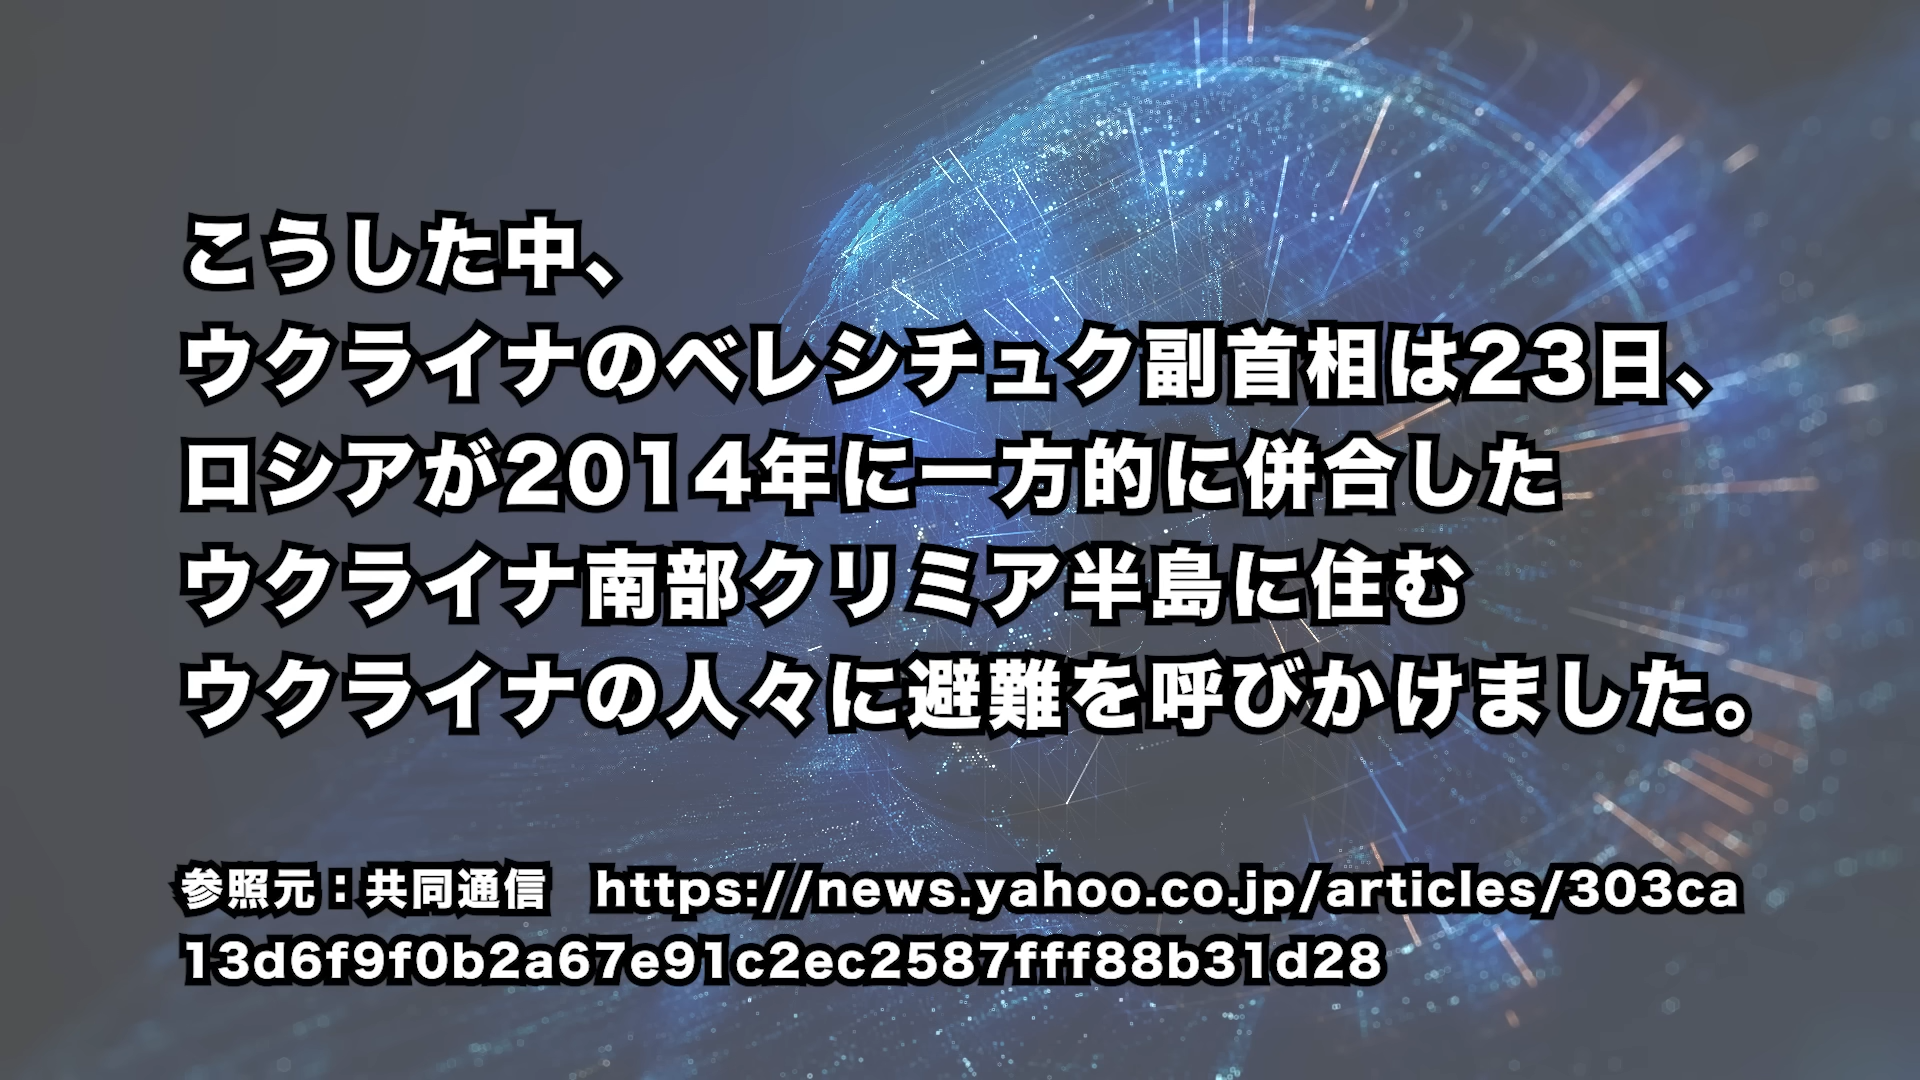 こうした中、
ウクライナのベレシチュク副首相は23日、
ロシアが2014年に一方的に併合した
ウクライナ南部クリミア半島に住む
ウクライナの人々に避難を呼びかけました。
参照元：共同通信　https://news.yahoo.co.jp/articles/303ca
13d6f9f0b2a67e91c2ec2587fff88b31d28